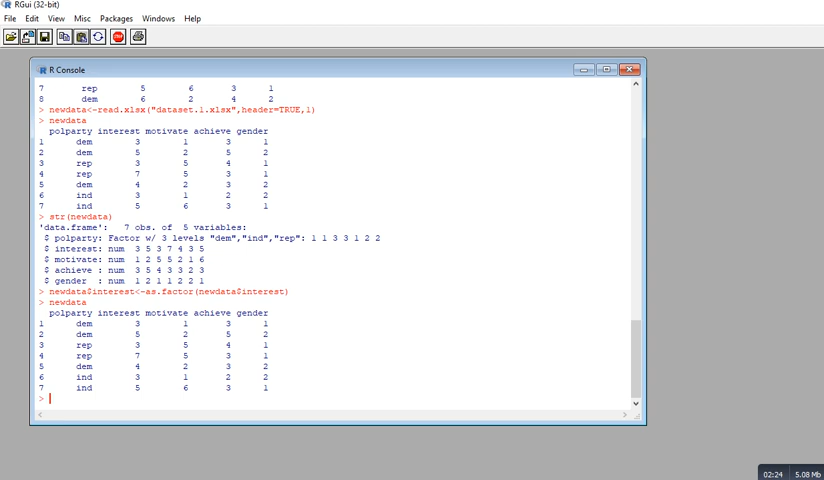 RGui (32-bit)
File Edit View Misc Packages Windows Help
STOP
R Console
7 rep 5 6 3 1
8 dem 6 2 4 2
> newdata<-read.xlsx("dataset.1.xlsx",header=TRUE,1)
> newdata
polparty interest motivate achieve gender
1 dem 3 1 3 1
2 dem 5 2 5 2
3 rep 3 5 4 1
4 rep 7 5 3 1
5 dem 4 2 3 2
6 ind 3 1 2 2
7 ind 5 6 3 1
> str(newdata)
'data.frame': 7 obs. of 5 variables:
$ polparty: Factor w/ 3 levels "dem","ind","rep": 1 1 3 3 1 2 2
$ interest: num 3 5 3 7 4 3 5
$ motivate: num 1 2 5 5 2 1 6
$ achieve : num 3 5 4 3 3 2 3
$ gender : num 1 2 1 1 2 2 1
> newdata$interest<-as.factor(newdata$interest)
> newdata
polparty interest motivate achieve gender
1 dem 3 1 3 1
2 dem 5 2 5 2
3 rep 3 5 4 1
4 rep 7 5 3 1
5 dem 4 2 3 2
6 ind 3 1 2 2
7 ind 5 6 3 1
>
02:24 5.08 Mb